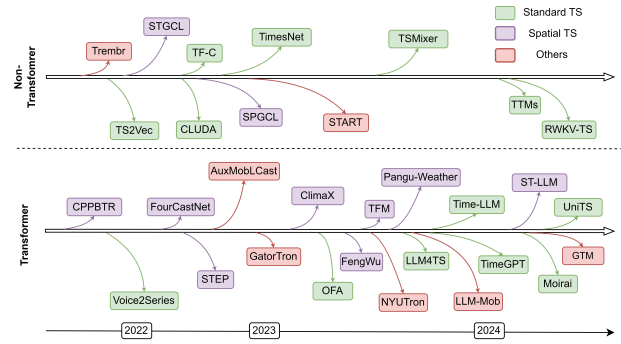 Standard TS
Spatial TS
Others
Non-
Transfomrer
STGCL
Trembr
TF-C
TimesNet
TSMixer
TS2Vec
CLUDA
SPGCL
START
TTMs
RWKV-TS
Transformer
AuxMobLCast
Pangu-Weather
ST-LLM
CPPBTR
FourCastNet
ClimaX
TFM
Time-LLM
UniTS
GatorTron
FengWu
LLM4TS
TimeGPT
GTM
STEP
OFA
Moirai
Voice2Series
NYUTron
LLM-Mob
2022
2023
2024